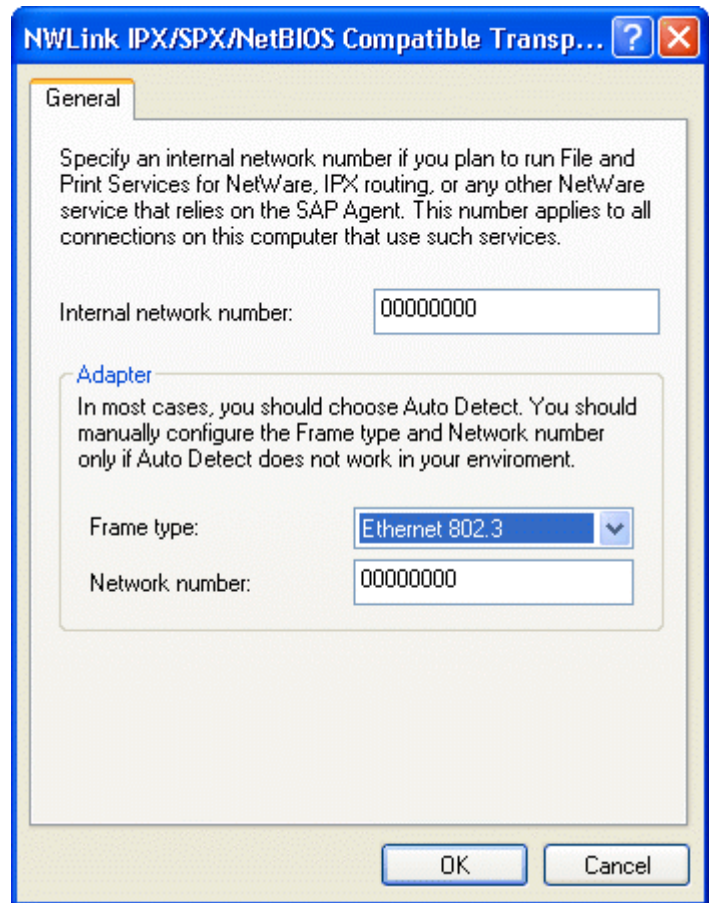 NWLink IPX/SPX/NetBIOS Compatible Transp...
General
Specify an internal network number if you plan to run File and
Print Services for NetWare, IPX routing, or any other NetWare
service that relies on the SAP Agent. This number applies to all
connections on this computer that use such services.
Internal network number: 00000000
Adapter
In most cases, you should choose Auto Detect. You should
manually configure the Frame type and Network number
only if Auto Detect does not work in your enviroment.
Frame type: Ethernet 802.3
Network number: 00000000
OK Cancel